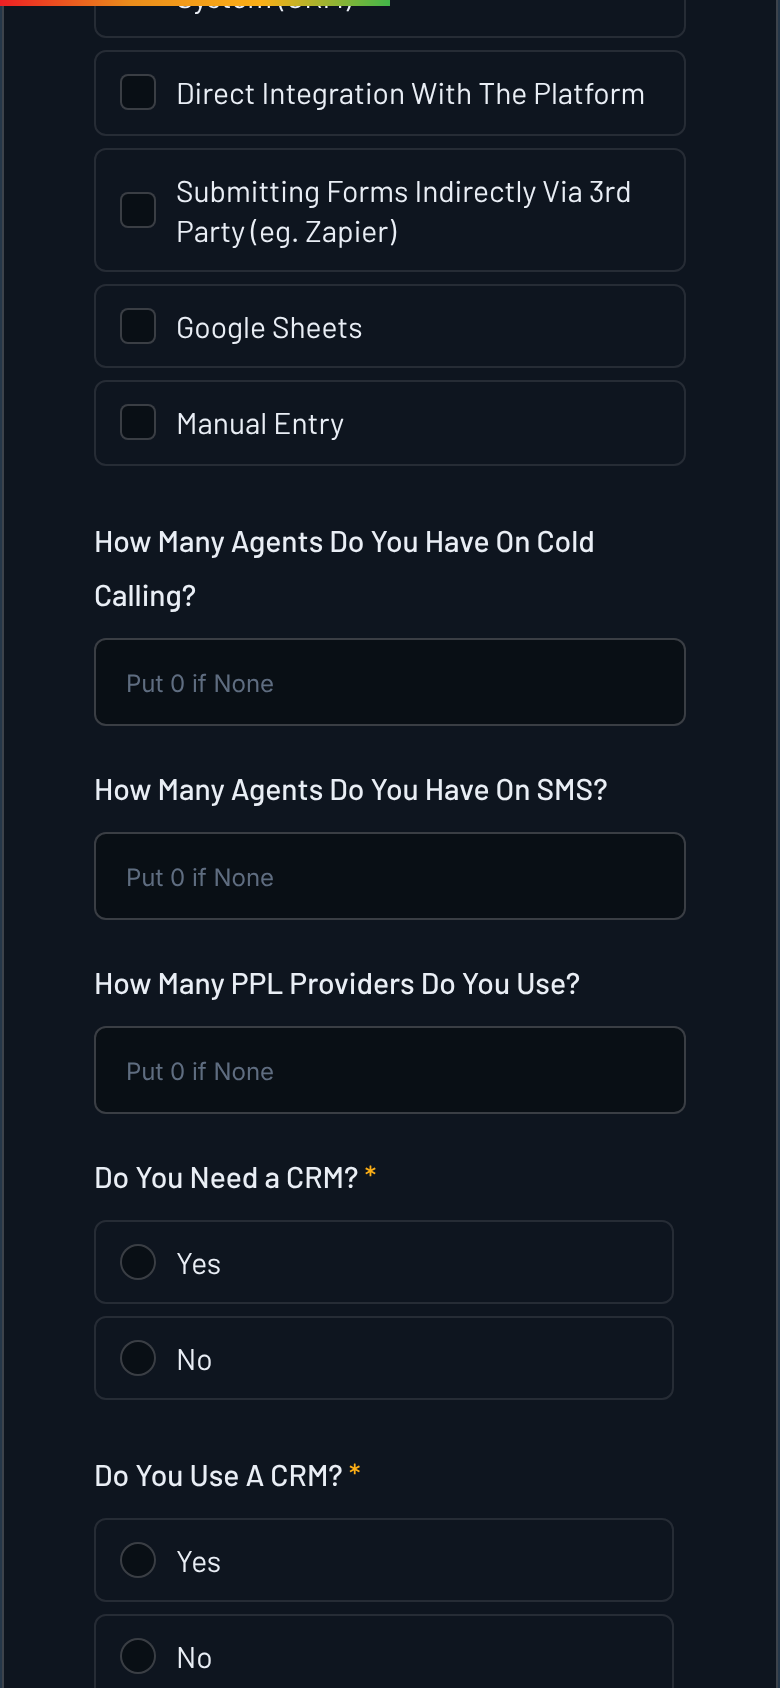 System (CRM)
Direct Integration With The Platform
Submitting Forms Indirectly Via 3rd
Party (eg. Zapier)
Google Sheets
Manual Entry
How Many Agents Do You Have On Cold
Calling?
Put 0 if None
How Many Agents Do You Have On SMS?
Put 0 if None
How Many PPL Providers Do You Use?
Put 0 if None
Do You Need a CRM? *
Yes
No
Do You Use A CRM? *
Yes
No